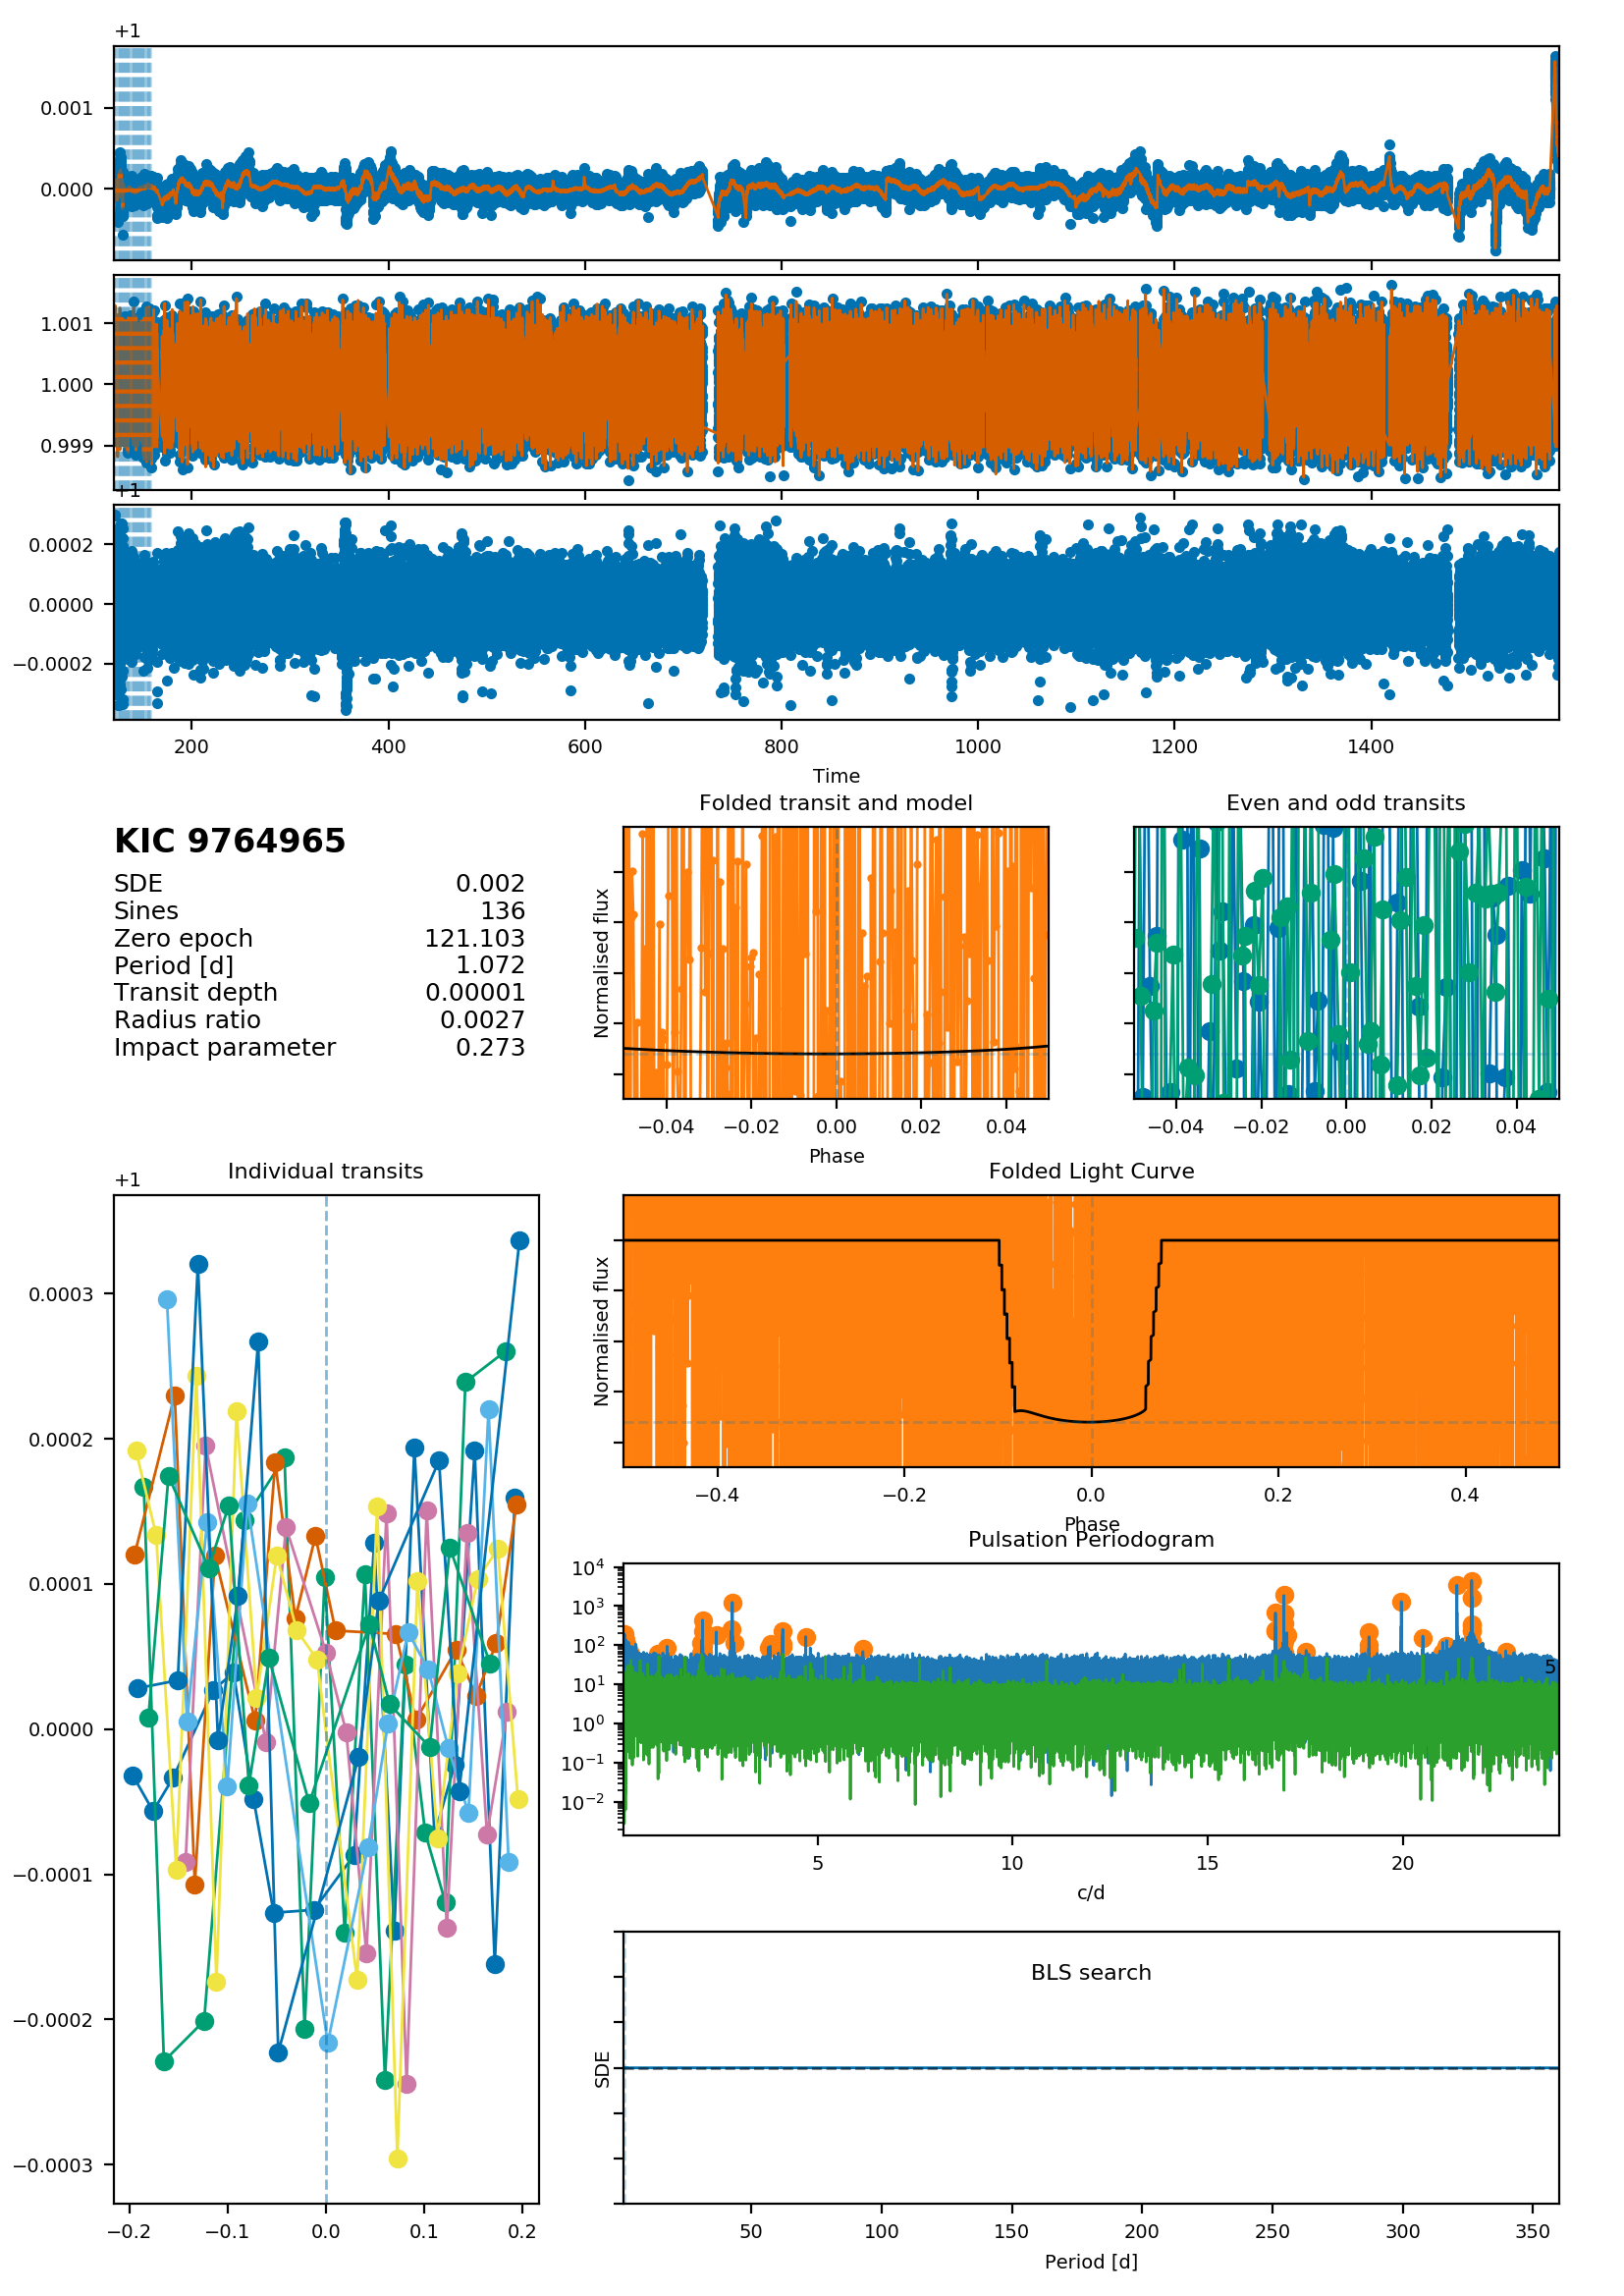 +1
0.001
0.000
1.001
1.000
0.999
+1
0.0002
0.0000
−0.0002
200 400 600 800 1000 1200 1400
Time
KIC 9764965
SDE 0.002
Sines 136
Zero epoch 121.103
Period [d] 1.072
Transit depth 0.00001
Radius ratio 0.0027
Impact parameter 0.273
Folded transit and model
Normalised flux
−0.04 −0.02 0.00 0.02 0.04
Phase
Even and odd transits
−0.04 −0.02 0.00 0.02 0.04
Individual transits
+1
0.0003
0.0002
0.0001
0.0000
−0.0001
−0.0002
−0.0003
−0.2 −0.1 0.0 0.1 0.2
Folded Light Curve
Normalised flux
−0.4 −0.2 0.0 0.2 0.4
Phase
Pulsation Periodogram
10⁴
10³
10²
10¹
10⁰
10⁻¹
10⁻²
5
5 10 15 20
c/d
BLS search
SDE
50 100 150 200 250 300 350
Period [d]